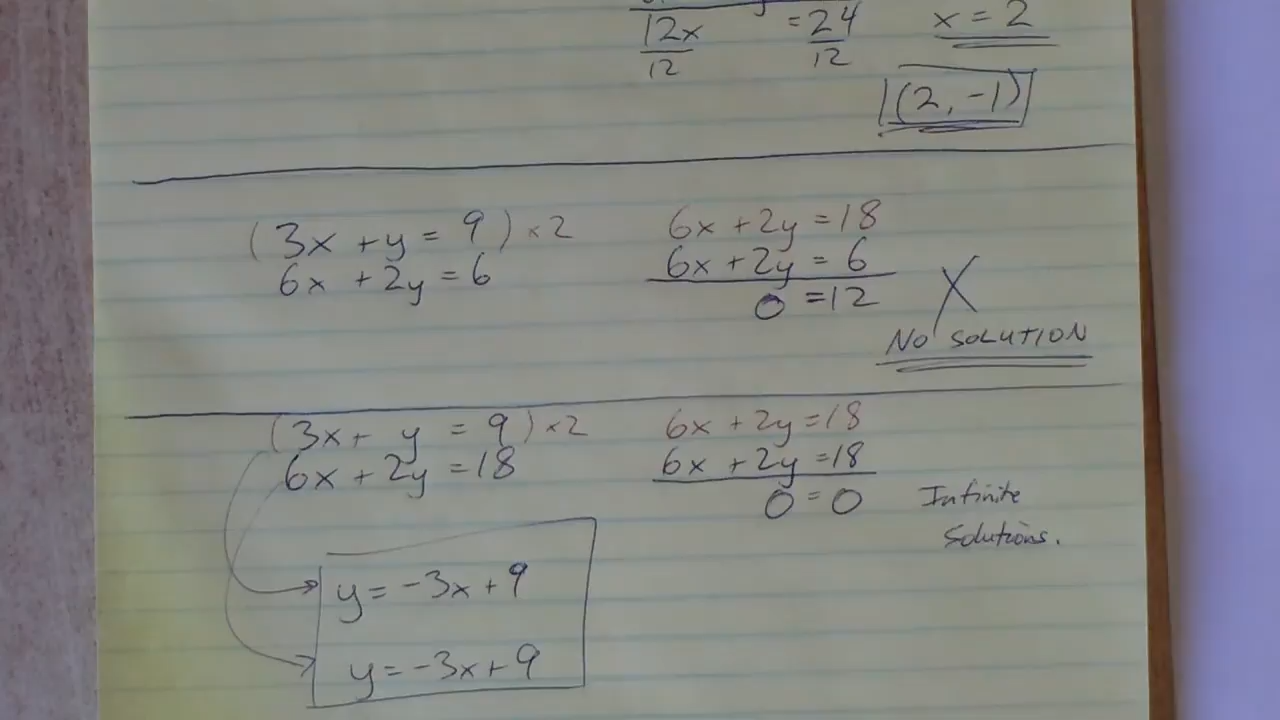 12x = 24 x = 2
12 12
(2, -1)
(3x + y = 9) × 2 6x + 2y = 18
6x + 2y = 6 6x + 2y = 6
0 = 12 X
NO SOLUTION
(3x + y = 9) × 2 6x + 2y = 18
6x + 2y = 18 6x + 2y = 18
0 = 0 Infinite
Solutions.
y = -3x + 9
y = -3x + 9